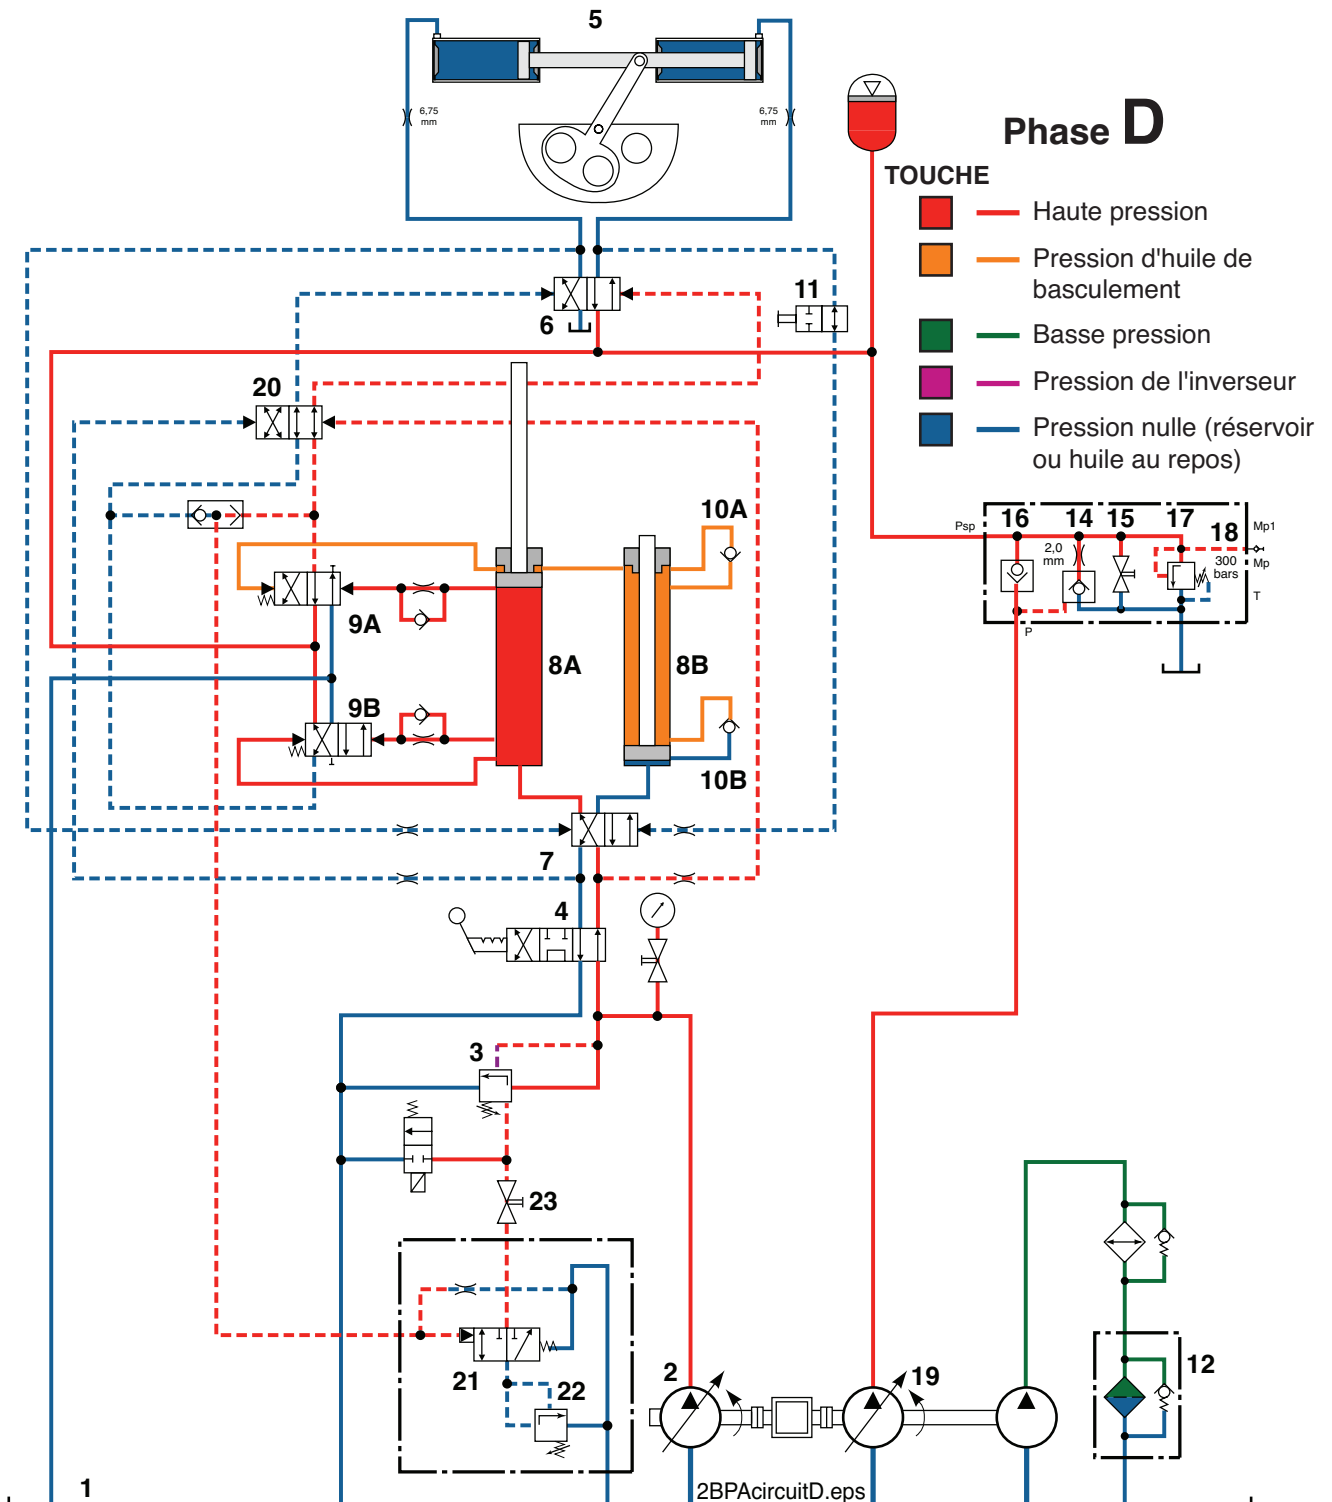 5
6,75
mm
6,75
mm
Phase D
TOUCHE
Haute pression
Pression d'huile de
basculement
Basse pression
Pression de l'inverseur
Pression nulle (réservoir
ou huile au repos)
11
6
20
10A
Psp
16
14
15
17
18
Mp1
2,0
mm
300
bars
Mp
T
P
9A
8A
8B
9B
10B
7
4
3
23
2
19
12
21
22
1
2BPAcircuitD.eps